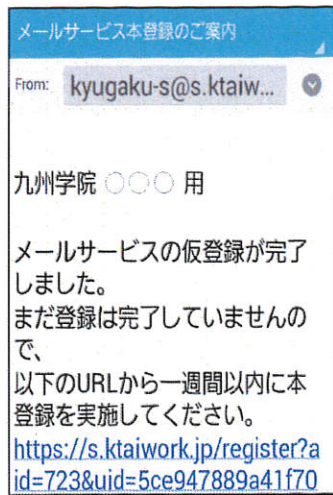 メールサービス本登録のご案内
From: kyugaku-s@s.ktaiw...
九州学院 ○○○ 用
メールサービスの仮登録が完了
しました。
まだ登録は完了していませんの
で、
以下のURLから一週間以内に本
登録を実施してください。
https://s.ktaiwork.jp/register?a
id=723&uid=5ce947889a41f70